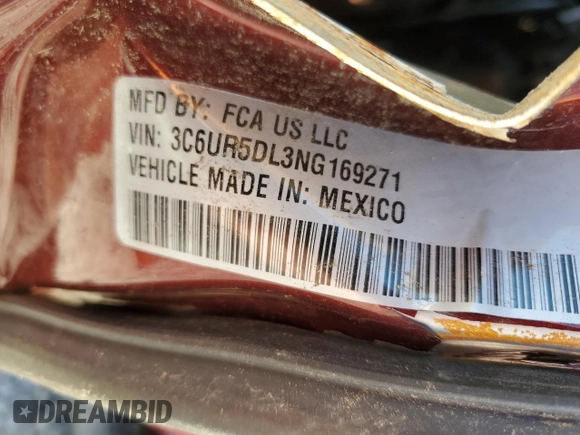 MFD BY: FCA US LLC
VIN: 3C6UR5DL3NG169271
VEHICLE MADE IN: MEXICO
DREAMBID